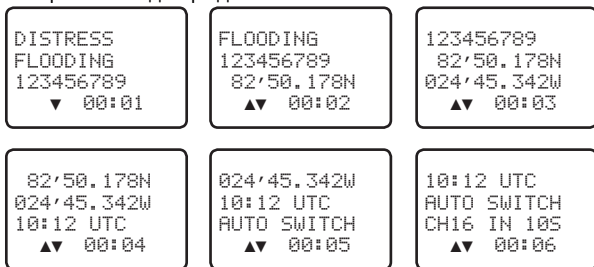 DISTRESS
FLOODING
123456789
▼ 00:01
FLOODING
123456789
82′50.178N
▲▼ 00:02
123456789
82′50.178N
024′45.342W
▲▼ 00:03
82′50.178N
024′45.342W
10:12 UTC
▲▼ 00:04
024′45.342W
10:12 UTC
AUTO SWITCH
▲▼ 00:05
10:12 UTC
AUTO SWITCH
CH16 IN 10S
▲▼ 00:06